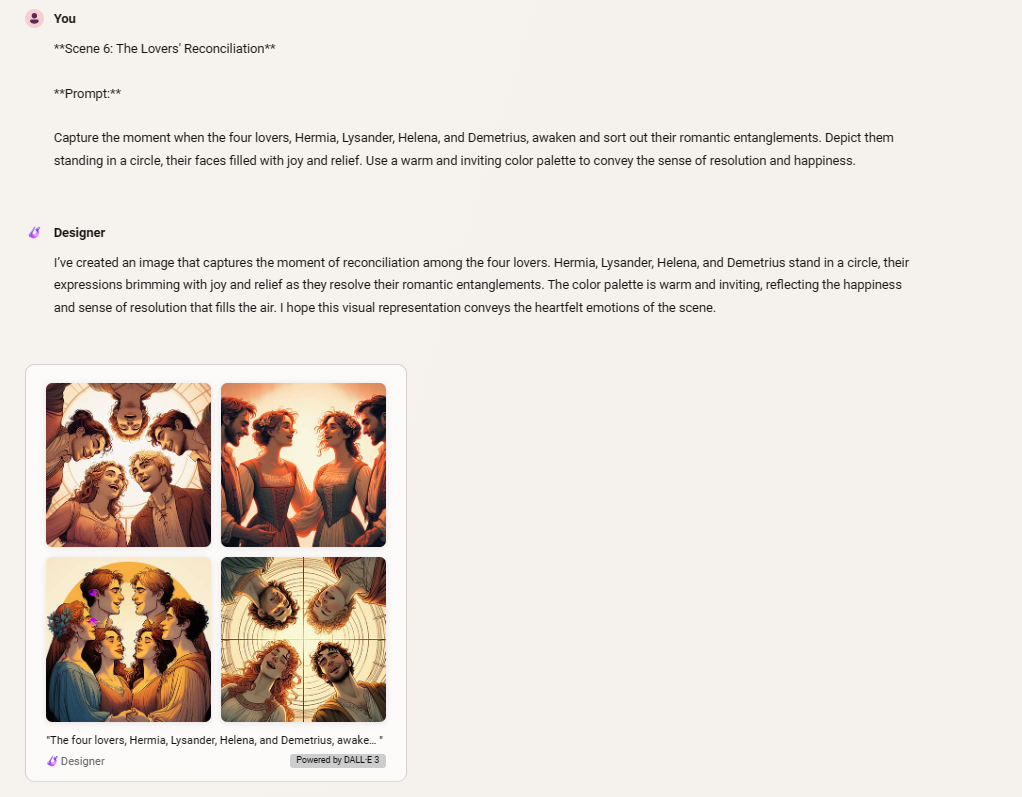 You
**Scene 6: The Lovers' Reconciliation**
**Prompt:**
Capture the moment when the four lovers, Hermia, Lysander, Helena, and Demetrius, awaken and sort out their romantic entanglements. Depict them
standing in a circle, their faces filled with joy and relief. Use a warm and inviting color palette to convey the sense of resolution and happiness.
Designer
I've created an image that captures the moment of reconciliation among the four lovers. Hermia, Lysander, Helena, and Demetrius stand in a circle, their
expressions brimming with joy and relief as they resolve their romantic entanglements. The color palette is warm and inviting, reflecting the happiness
and sense of resolution that fills the air. I hope this visual representation conveys the heartfelt emotions of the scene.
"The four lovers, Hermia, Lysander, Helena, and Demetrius, awake... "
Designer
Powered by DALL·E 3